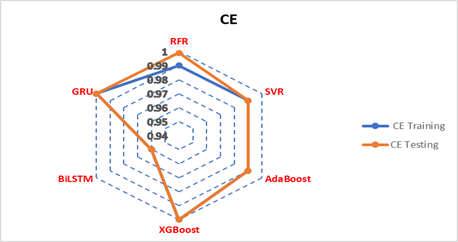 CE
RFR
1
0.99
0.98
0.97
0.96
0.95
0.94
GRU
SVR
BiLSTM
AdaBoost
XGBoost
CE Training
CE Testing